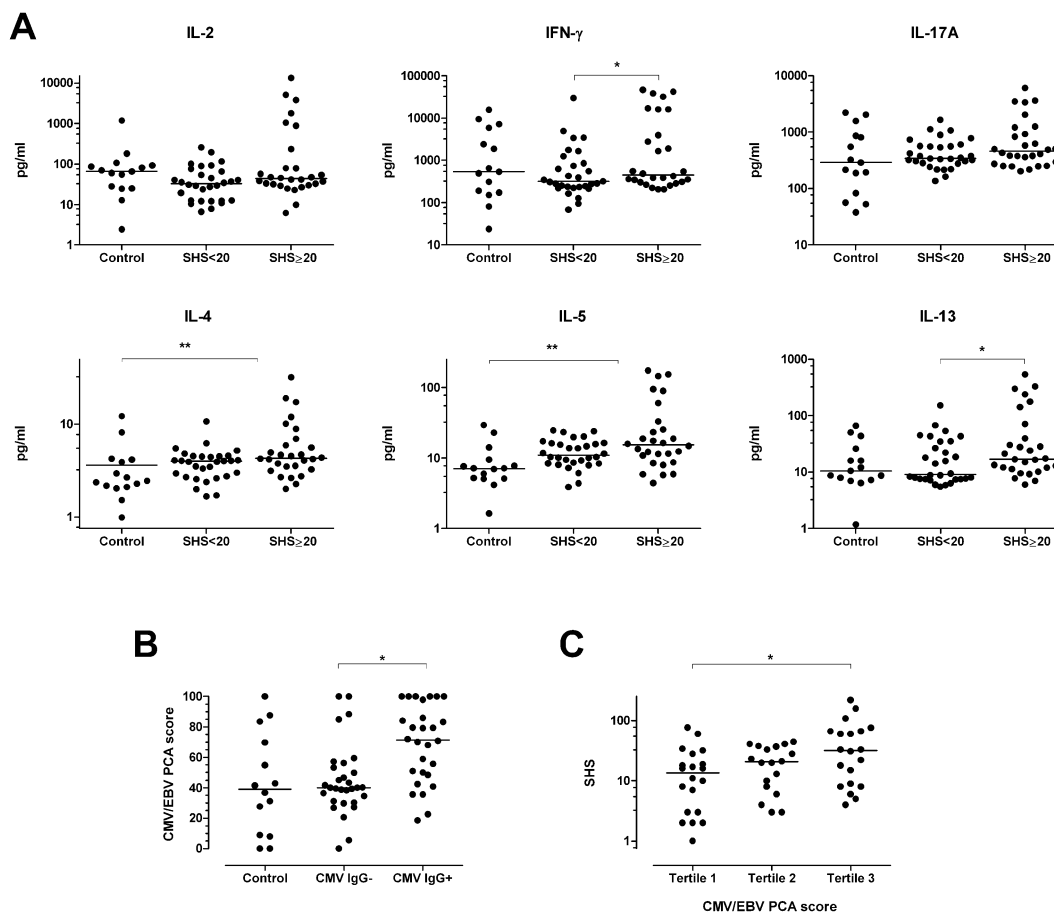 A
IL-2
IFN-γ
IL-17A
pg/ml
10000
1000
100
10
1
Control
SHS<20
SHS≥20
*
pg/ml
100000
10000
1000
100
10
Control
SHS<20
SHS≥20
pg/ml
10000
1000
100
10
Control
SHS<20
SHS≥20
IL-4
IL-5
IL-13
**
pg/ml
10
1
Control
SHS<20
SHS≥20
**
pg/ml
100
10
1
Control
SHS<20
SHS≥20
*
pg/ml
1000
100
10
1
Control
SHS<20
SHS≥20
B
*
CMV/EBV PCA score
100
80
60
40
20
0
Control
CMV IgG-
CMV IgG+
C
*
SHS
100
10
1
Tertile 1
Tertile 2
Tertile 3
CMV/EBV PCA score